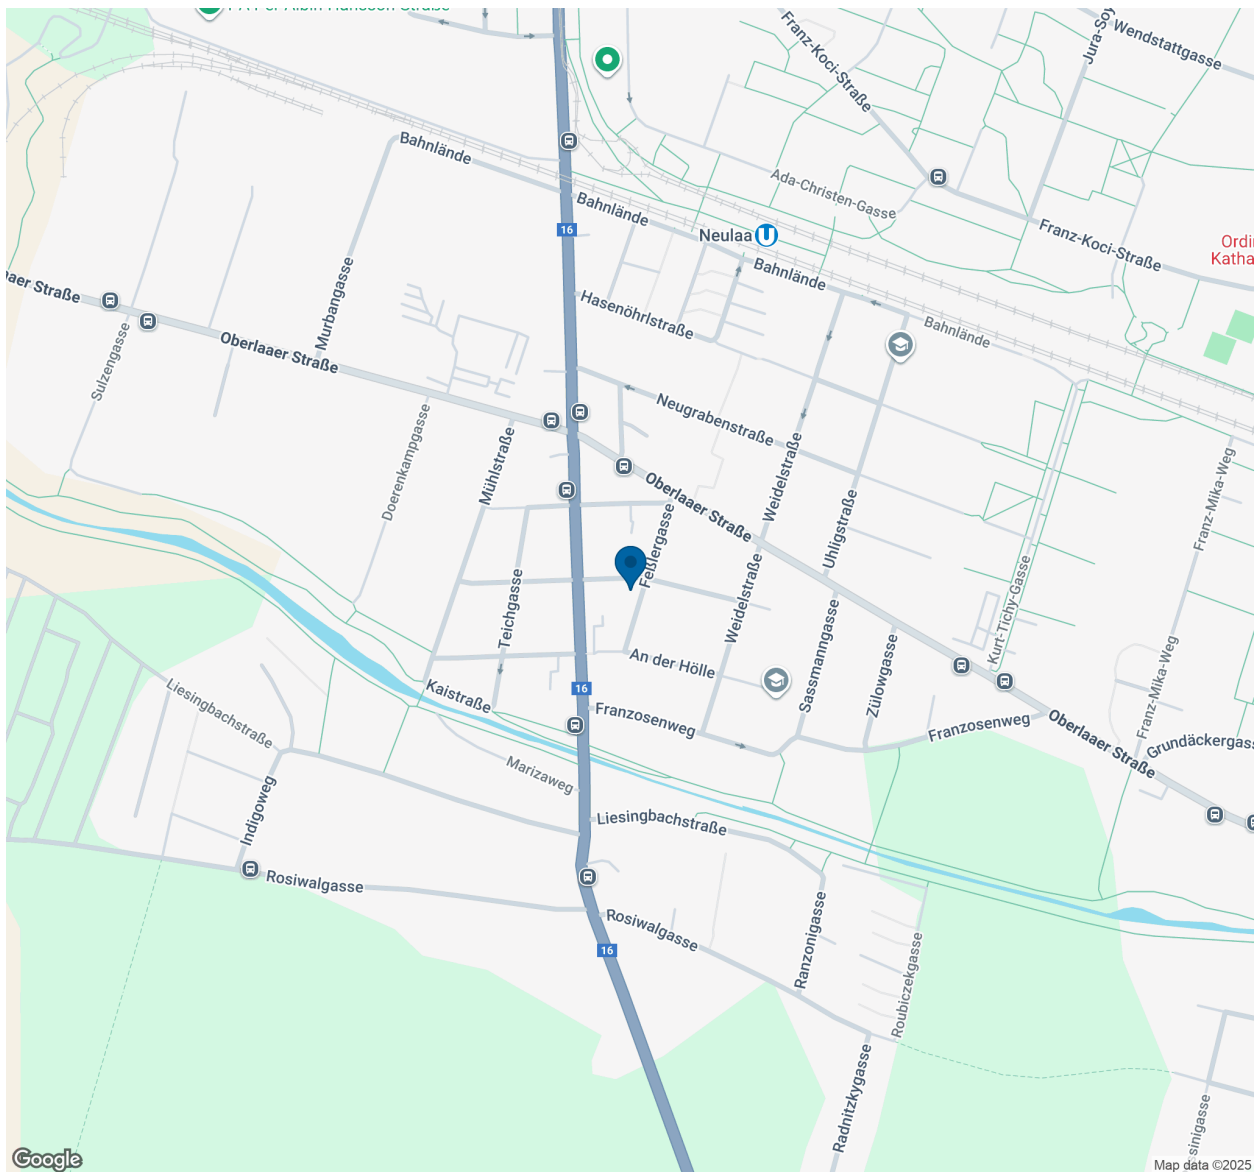 Wendstattgasse
Franz-Koci-Straße
Bahnlände
Ada-Christen-Gasse
Bahnlände
16
Neulaa
Franz-Koci-Straße
Ordi
Katha
Bahnlände
Straße
Hasenöhrlstraße
Murbangasse
Bahnlände
Oberlaaer Straße
Sulzengasse
Neugrabenstraße
Doerenkampgasse
Mühlstraße
Weidelstraße
Oberlaaer Straße
Franz-Mika-Weg
Uhligstraße
Feßlergasse
Teichgasse
Weidelstraße
Kurt-Tichy-Gasse
Sassmanngasse
An der Hölle
Zülowgasse
Franz-Mika-Weg
16
Kaistraße
Liesingbachstraße
Franzosenweg
Franzosenweg
Oberlaaer Straße
Grundäckergass
Marizaweg
Indigoweg
Liesingbachstraße
Rosiwalgasse
Rosiwalgasse
16
Ranzonigasse
Roubiczekgasse
Radnitzkygasse
Google
Map data ©2025